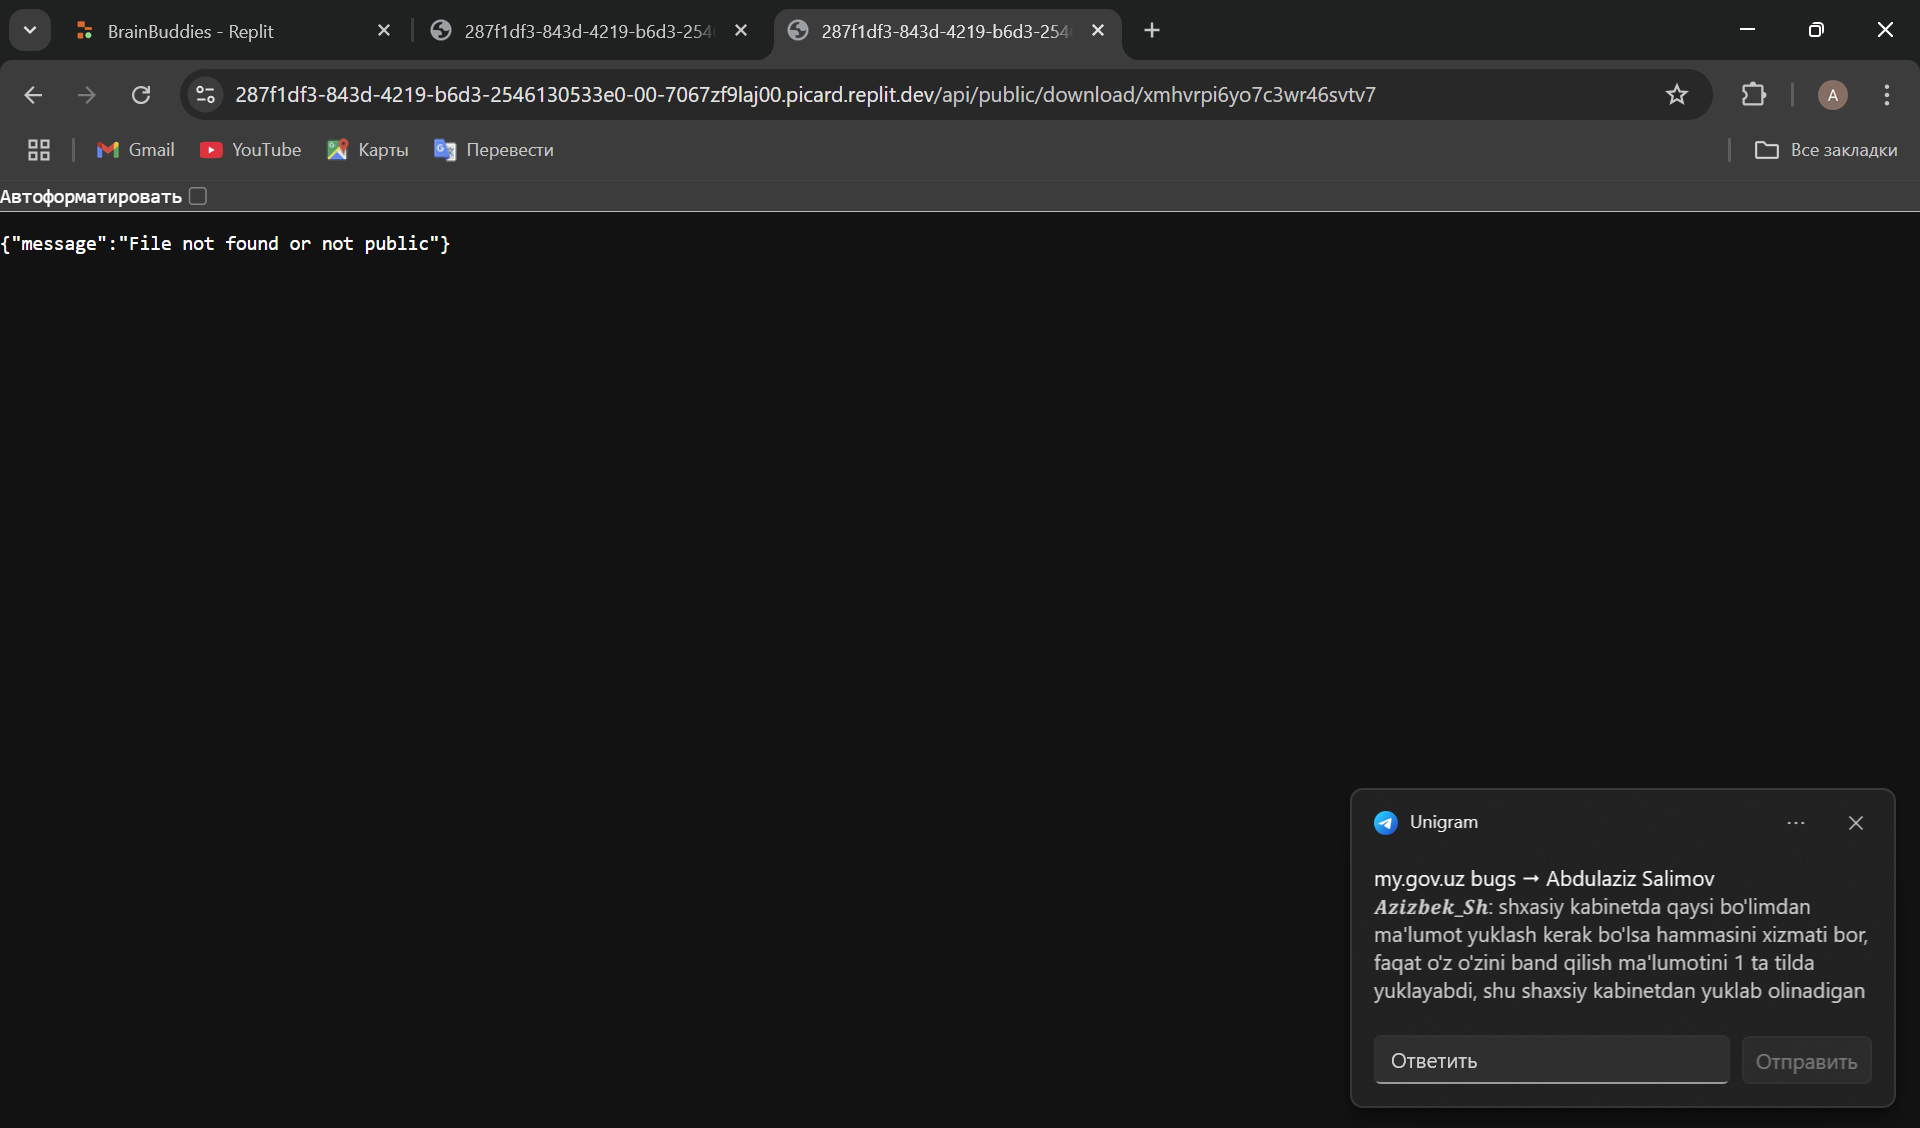 BrainBuddies - Replit
287f1df3-843d-4219-b6d3-254
287f1df3-843d-4219-b6d3-254
287f1df3-843d-4219-b6d3-2546130533e0-00-7067zf9laj00.picard.replit.dev/api/public/download/xmhvrpi6yo7c3wr46svtv7
A
Gmail
YouTube
Карты
Перевести
Все закладки
Автоформатировать
{"message":"File not found or not public"}
Unigram
my.gov.uz bugs → Abdulaziz Salimov
Azizbek_Sh: shxasiy kabinetda qaysi bo'limdan
ma'lumot yuklash kerak bo'lsa hammasini xizmati bor,
faqat o'z o'zini band qilish ma'lumotini 1 ta tilda
yuklayabdi, shu shaxsiy kabinetdan yuklab olinadigan
Ответить
Отправить